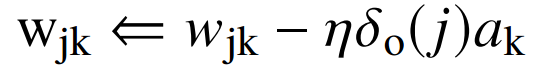 w_jk ⇐ w_jk − ηδ_o(j)a_k